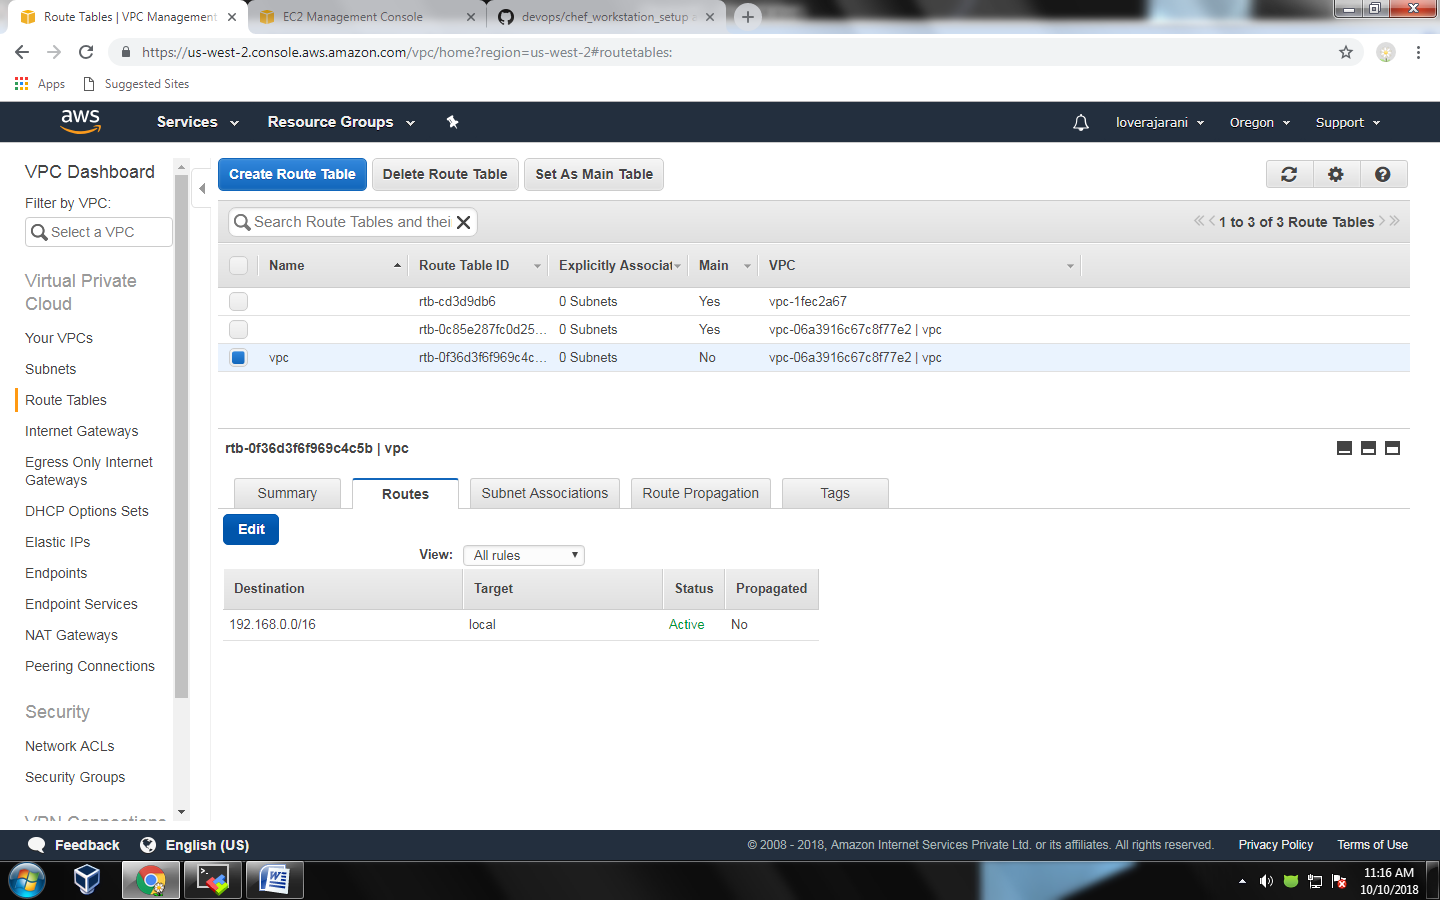 Route Tables | VPC Management
EC2 Management Console
devops/chef_workstation_setup
https://us-west-2.console.aws.amazon.com/vpc/home?region=us-west-2#routetables:
Apps
Suggested Sites
aws
Services
Resource Groups
loverajarani
Oregon
Support
VPC Dashboard
Filter by VPC:
Select a VPC
Virtual Private
Cloud
Your VPCs
Subnets
Route Tables
Internet Gateways
Egress Only Internet
Gateways
DHCP Options Sets
Elastic IPs
Endpoints
Endpoint Services
NAT Gateways
Peering Connections
Security
Network ACLs
Security Groups
VPN Connections
Create Route Table
Delete Route Table
Set As Main Table
Search Route Tables and thei
1 to 3 of 3 Route Tables
Name Route Table ID Explicitly Associat Main VPC
rtb-cd3d9db6 0 Subnets Yes vpc-1fec2a67
rtb-0c85e287fc0d25... 0 Subnets Yes vpc-06a3916c67c8f77e2 | vpc
vpc rtb-0f36d3f6f969c4c... 0 Subnets No vpc-06a3916c67c8f77e2 | vpc
rtb-0f36d3f6f969c4c5b | vpc
Summary
Routes
Subnet Associations
Route Propagation
Tags
Edit
View: All rules
Destination Target Status Propagated
192.168.0.0/16 local Active No
Feedback
English (US)
© 2008 - 2018, Amazon Internet Services Private Ltd. or its affiliates. All rights reserved.
Privacy Policy
Terms of Use
11:16 AM
10/10/2018